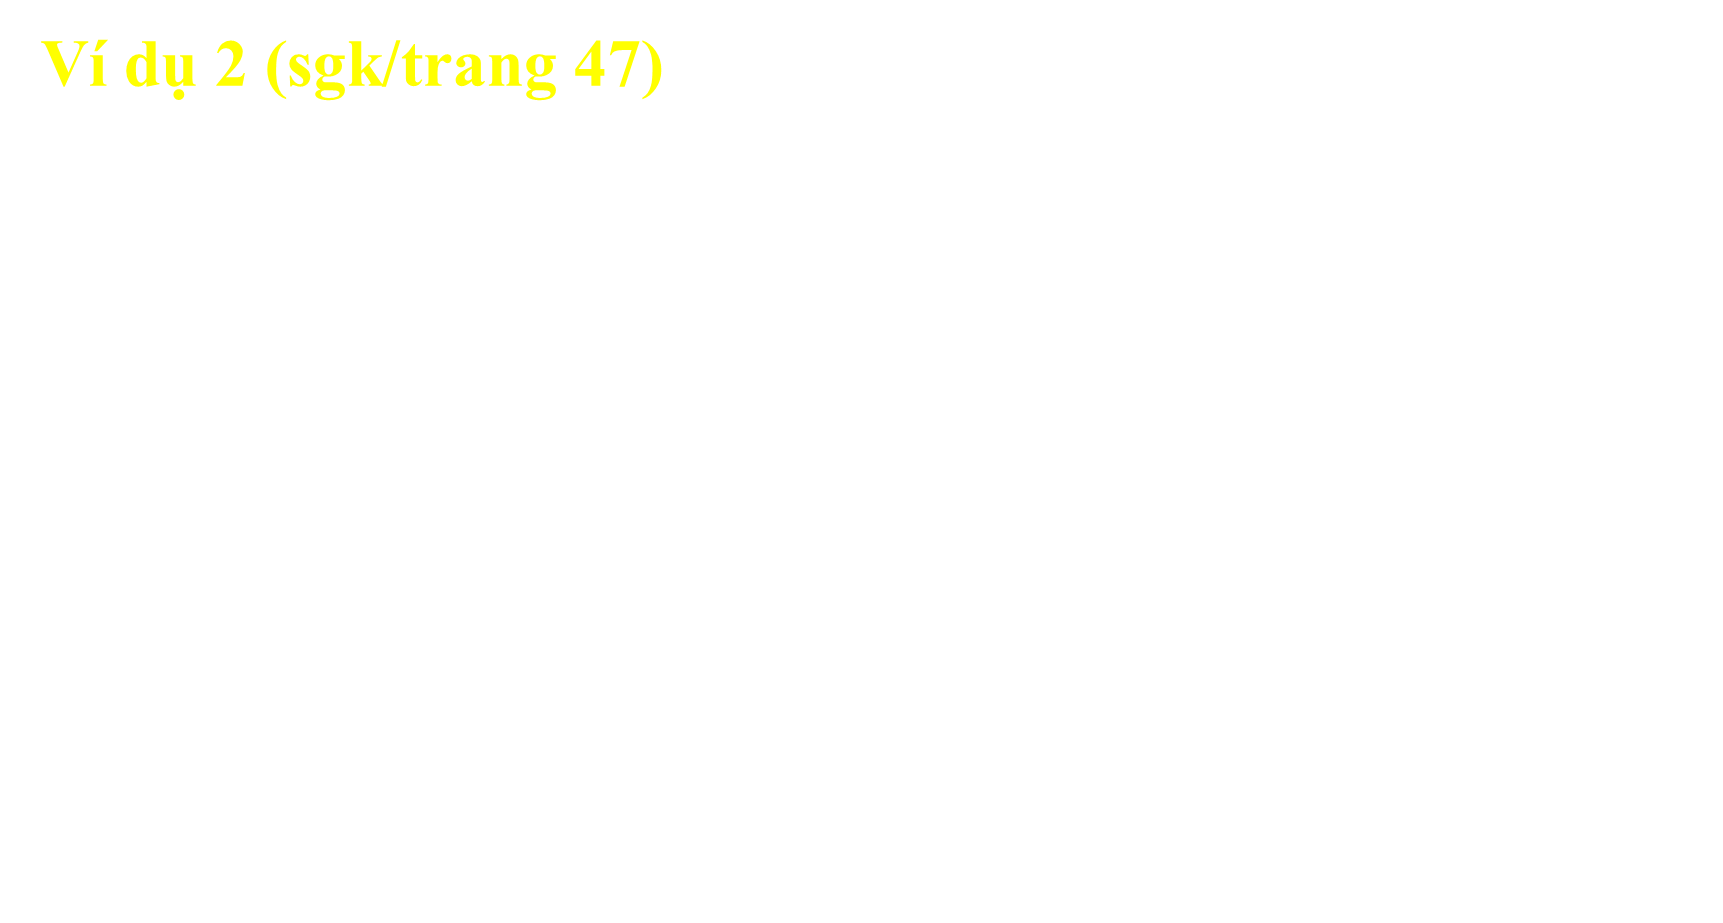 Ví dụ 2 (sgk/trang 47)